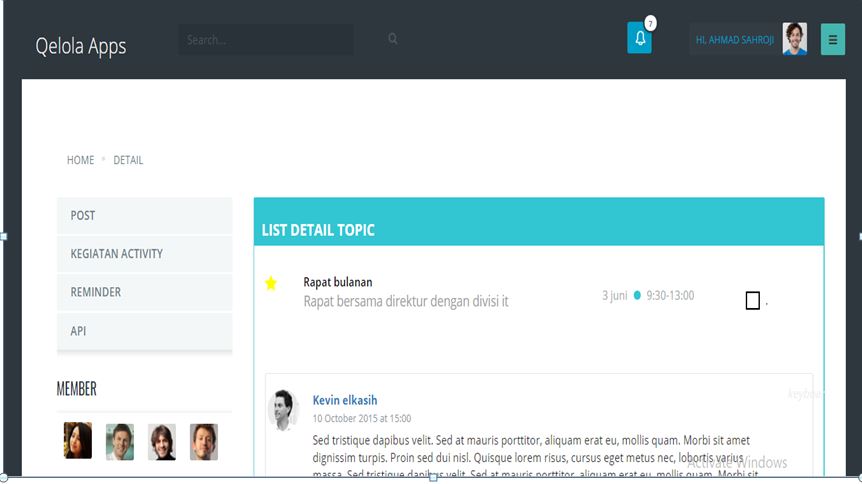 Qelola Apps
Search...
7
HI, AHMAD SAHROJI
HOME DETAIL
POST
KEGIATAN ACTIVITY
REMINDER
API
MEMBER
LIST DETAIL TOPIC
Rapat bulanan
Rapat bersama direktur dengan divisi it
3 juni 9:30-13:00
Kevin elkasih
10 October 2015 at 15:00
Sed tristique dapibus velit. Sed at mauris porttitor, aliquam erat eu, mollis quam. Morbi sit amet
dignissim turpis. Proin sed dui nisl. Quisque lorem risus, cursus eget metus nec, lobortis varius
massa. Sed tristique dapibus velit. Sed at mauris porttitor, aliquam erat eu, mollis quam. Morbi sit
Activate Windows